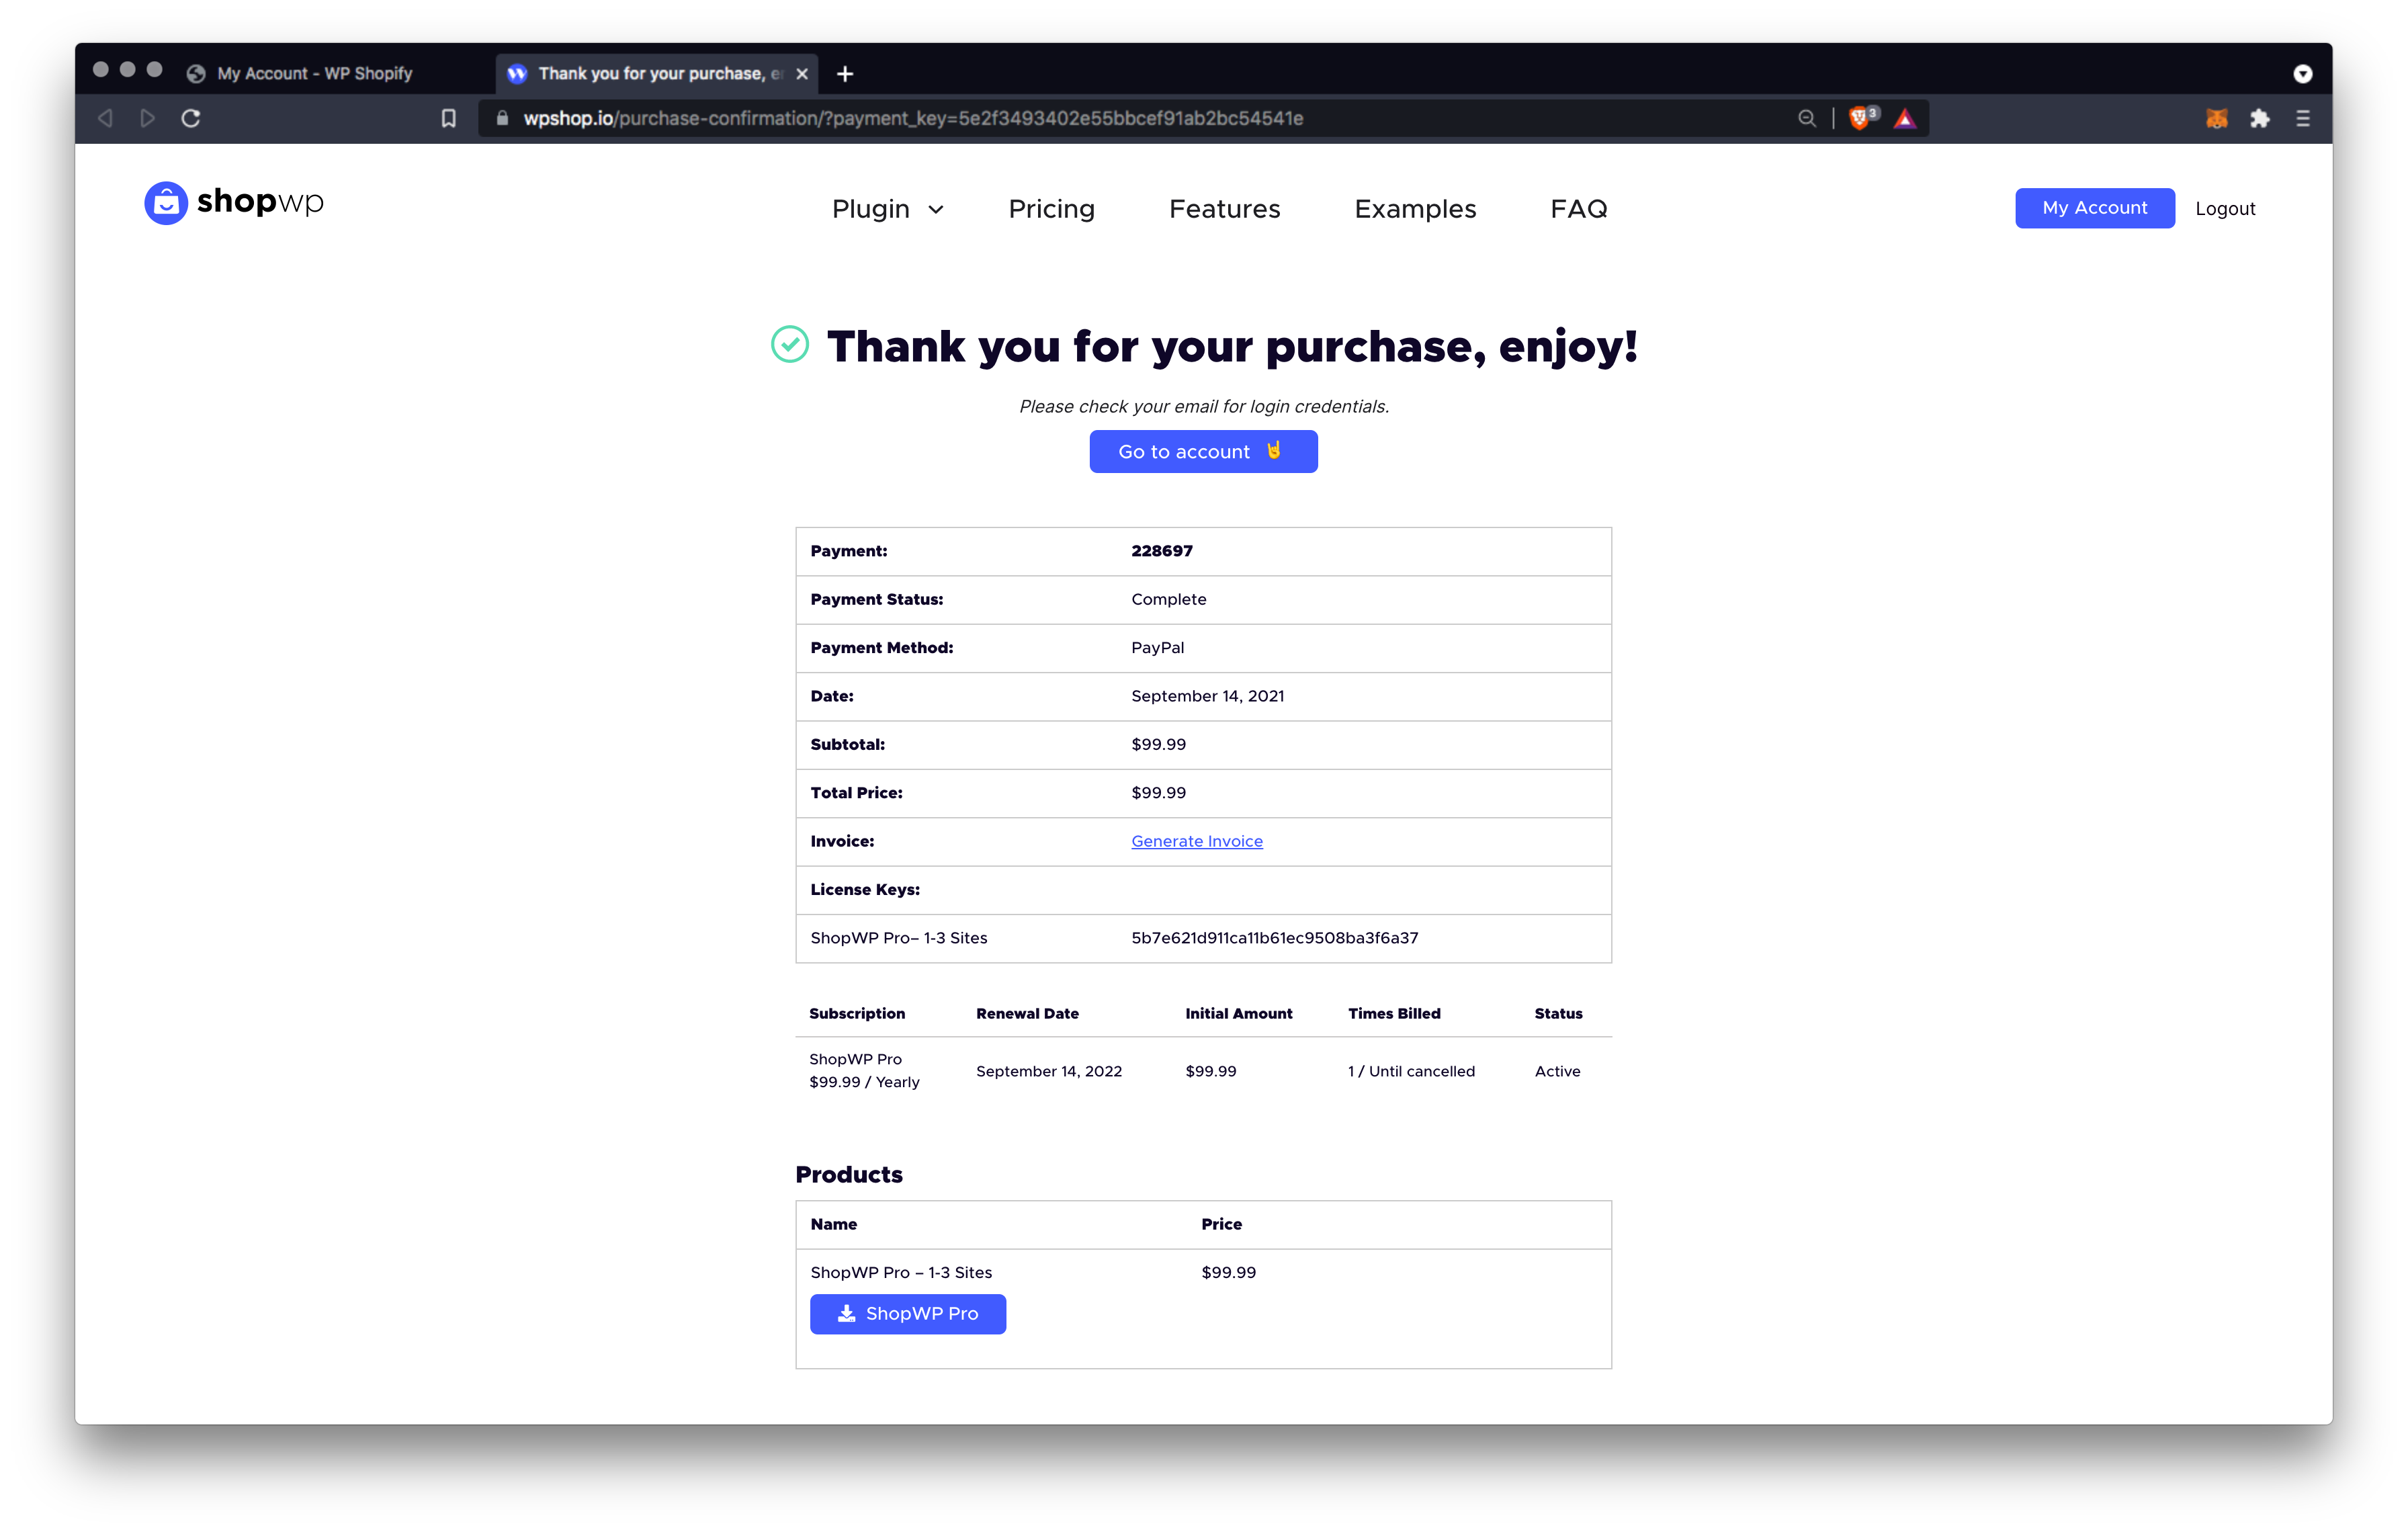 My Account - WP Shopify
Thank you for your purchase,
wpshop.io/purchase-confirmation/?payment_key=5e2f3493402e55bbcef91ab2bc54541e
3
shopwp
Plugin
Pricing
Features
Examples
FAQ
My Account
Logout
Thank you for your purchase, enjoy!
Please check your email for login credentials.
Go to account
Payment: 228697
Payment Status: Complete
Payment Method: PayPal
Date: September 14, 2021
Subtotal: $99.99
Total Price: $99.99
Invoice: Generate Invoice
License Keys:
ShopWP Pro– 1-3 Sites 5b7e621d911ca11b61ec9508ba3f6a37
Subscription Renewal Date Initial Amount Times Billed Status
ShopWP Pro
$99.99 / Yearly September 14, 2022 $99.99 1 / Until cancelled Active
Products
Name Price
ShopWP Pro – 1-3 Sites $99.99
ShopWP Pro